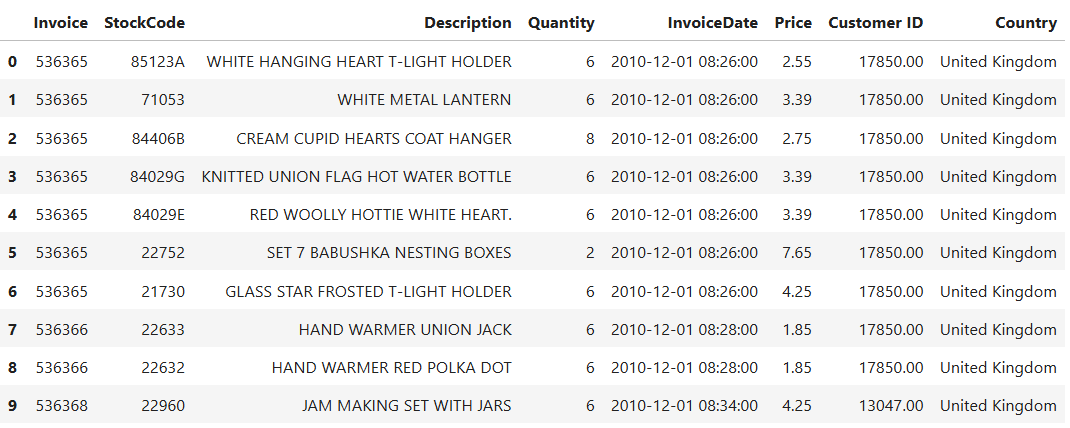 Invoice StockCode Description Quantity InvoiceDate Price Customer ID Country
0 536365 85123A WHITE HANGING HEART T-LIGHT HOLDER 6 2010-12-01 08:26:00 2.55 17850.00 United Kingdom
1 536365 71053 WHITE METAL LANTERN 6 2010-12-01 08:26:00 3.39 17850.00 United Kingdom
2 536365 84406B CREAM CUPID HEARTS COAT HANGER 8 2010-12-01 08:26:00 2.75 17850.00 United Kingdom
3 536365 84029G KNITTED UNION FLAG HOT WATER BOTTLE 6 2010-12-01 08:26:00 3.39 17850.00 United Kingdom
4 536365 84029E RED WOOLLY HOTTIE WHITE HEART. 6 2010-12-01 08:26:00 3.39 17850.00 United Kingdom
5 536365 22752 SET 7 BABUSHKA NESTING BOXES 2 2010-12-01 08:26:00 7.65 17850.00 United Kingdom
6 536365 21730 GLASS STAR FROSTED T-LIGHT HOLDER 6 2010-12-01 08:26:00 4.25 17850.00 United Kingdom
7 536366 22633 HAND WARMER UNION JACK 6 2010-12-01 08:28:00 1.85 17850.00 United Kingdom
8 536366 22632 HAND WARMER RED POLKA DOT 6 2010-12-01 08:28:00 1.85 17850.00 United Kingdom
9 536368 22960 JAM MAKING SET WITH JARS 6 2010-12-01 08:34:00 4.25 13047.00 United Kingdom